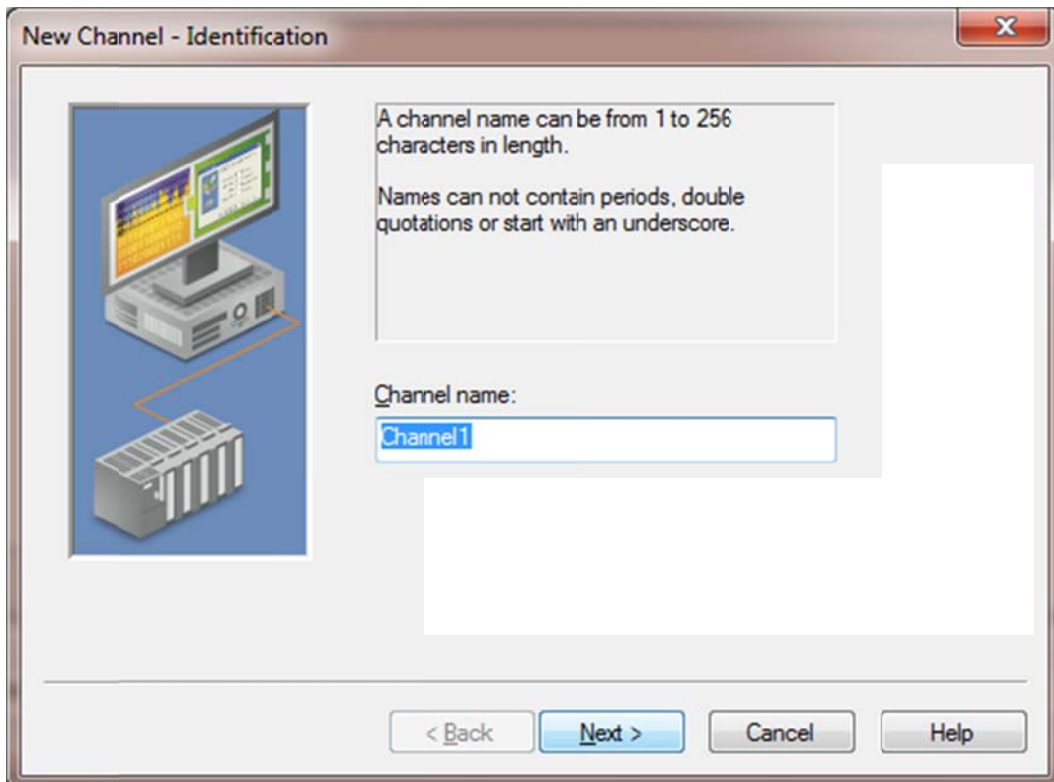 New Channel - Identification
A channel name can be from 1 to 256
characters in length.
Names can not contain periods, double
quotations or start with an underscore.
Channel name:
Channel1
< Back
Next >
Cancel
Help